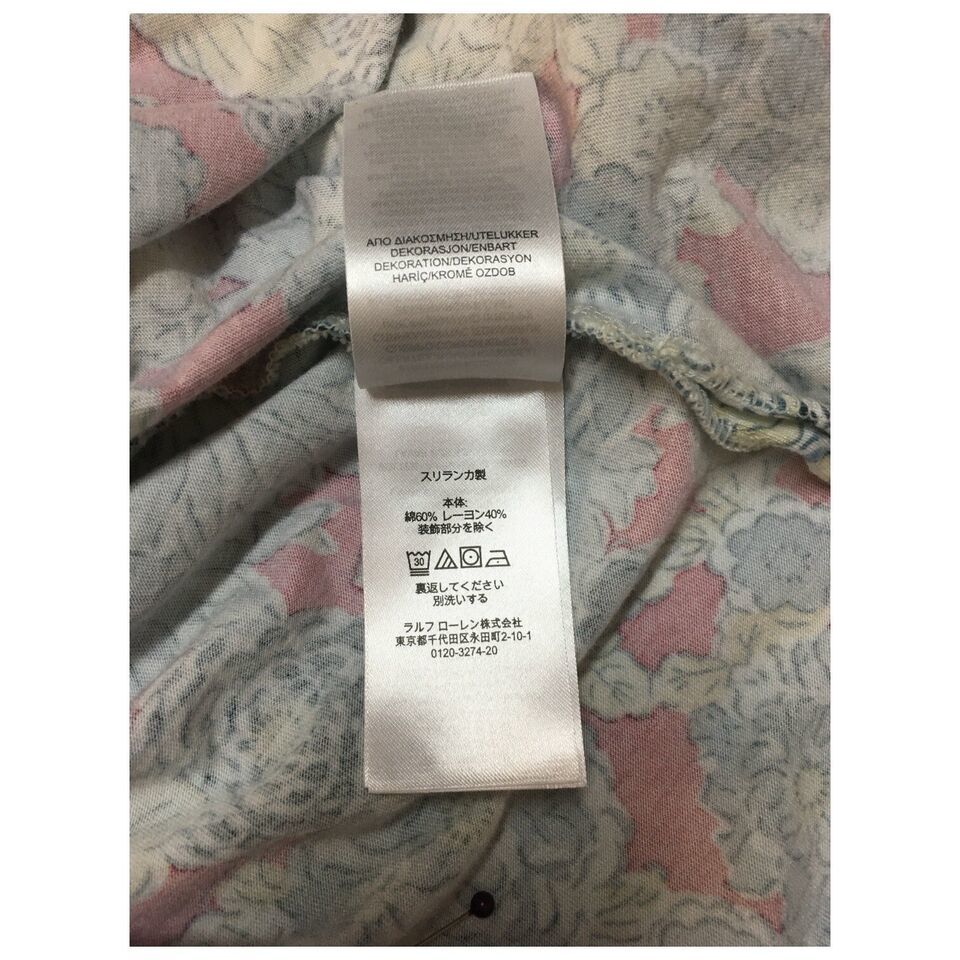 ΑΠΟ ΔΙΑΚΟΣΜΗΣΗ/UTELUKKER
DEKORASJON/ENBART
DEKORATION/DEKORASYON
HARİÇ/KROMĚ OZDOB
スリランカ製
本体:
綿60% レーヨン40%
装飾部分を除く
30
裏返してください
別洗いする
ラルフ ローレン株式会社
東京都千代田区永田町2-10-1
0120-3274-20